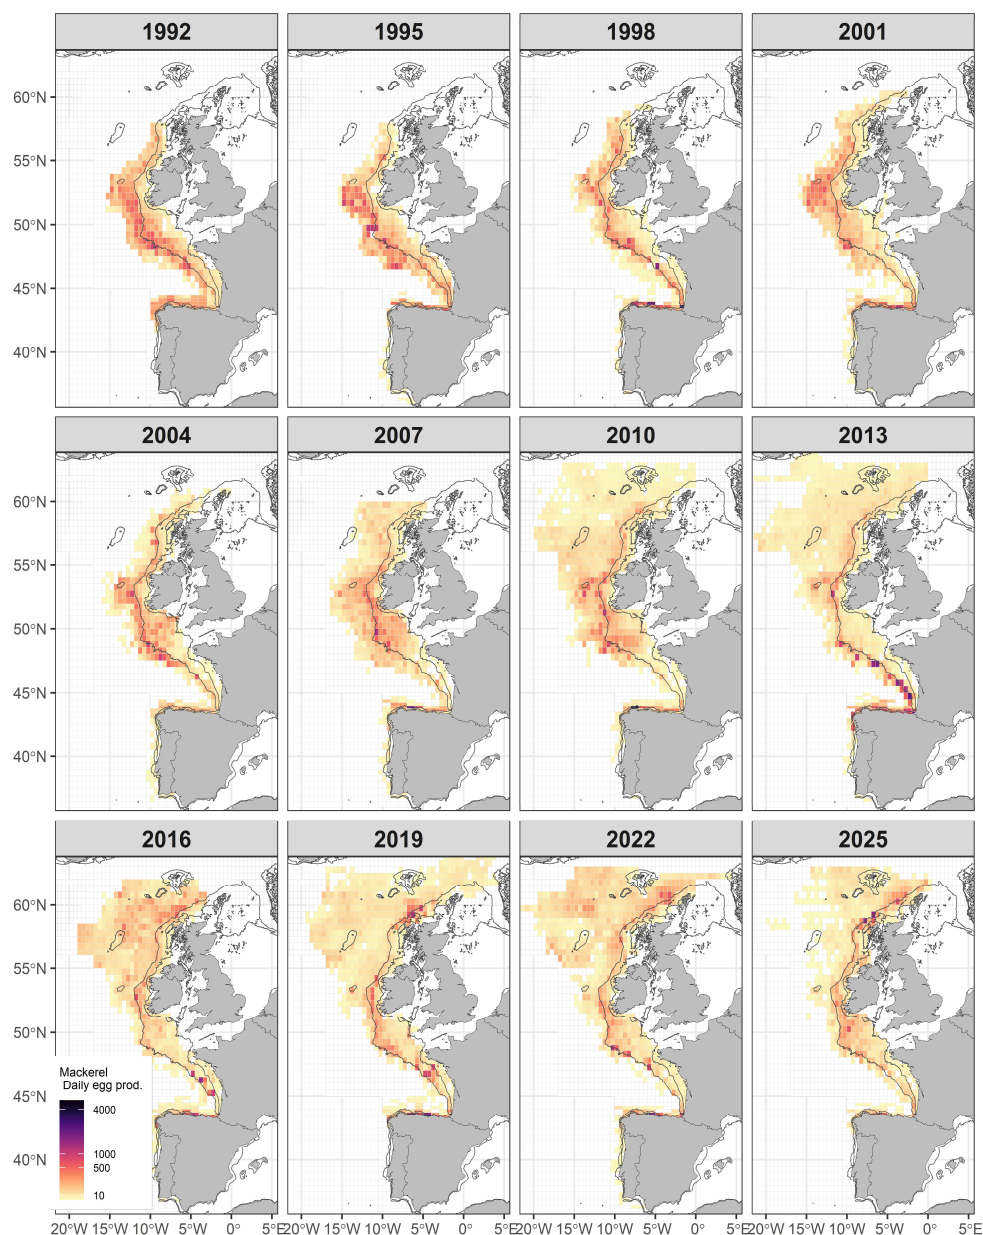 1992 1995 1998 2001
60°N
55°N
50°N
45°N
40°N
2004 2007 2010 2013
60°N
55°N
50°N
45°N
40°N
2016 2019 2022 2025
60°N
55°N
50°N
45°N
40°N
Mackerel
Daily egg prod.
4000
1000
500
10
20°W 15°W 10°W 5°W 0° 5°E 20°W 15°W 10°W 5°W 0° 5°E 20°W 15°W 10°W 5°W 0° 5°E 20°W 15°W 10°W 5°W 0° 5°E